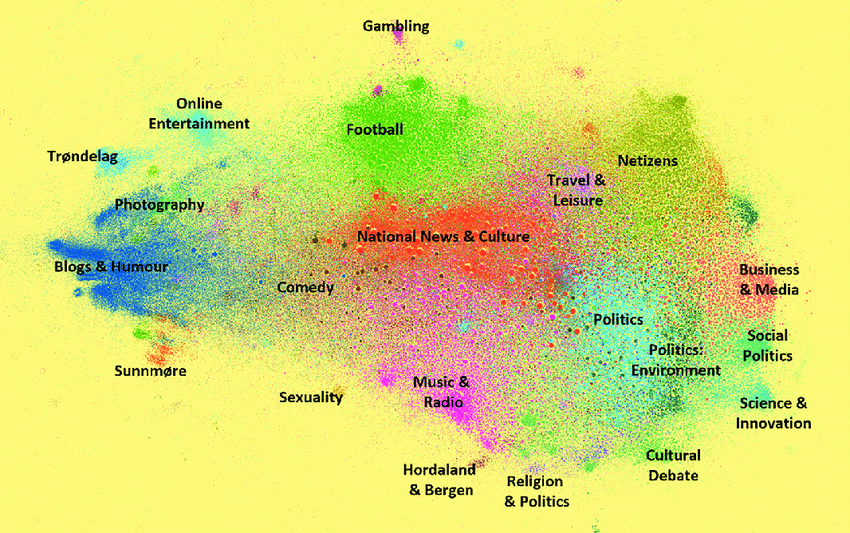 Gambling
Online
Entertainment
Football
Trøndelag
Netizens
Travel &
Leisure
Photography
National News & Culture
Blogs & Humour
Business
& Media
Comedy
Politics
Social
Politics
Politics:
Environment
Sunnmøre
Music &
Radio
Sexuality
Science &
Innovation
Cultural
Debate
Hordaland
& Bergen
Religion
& Politics